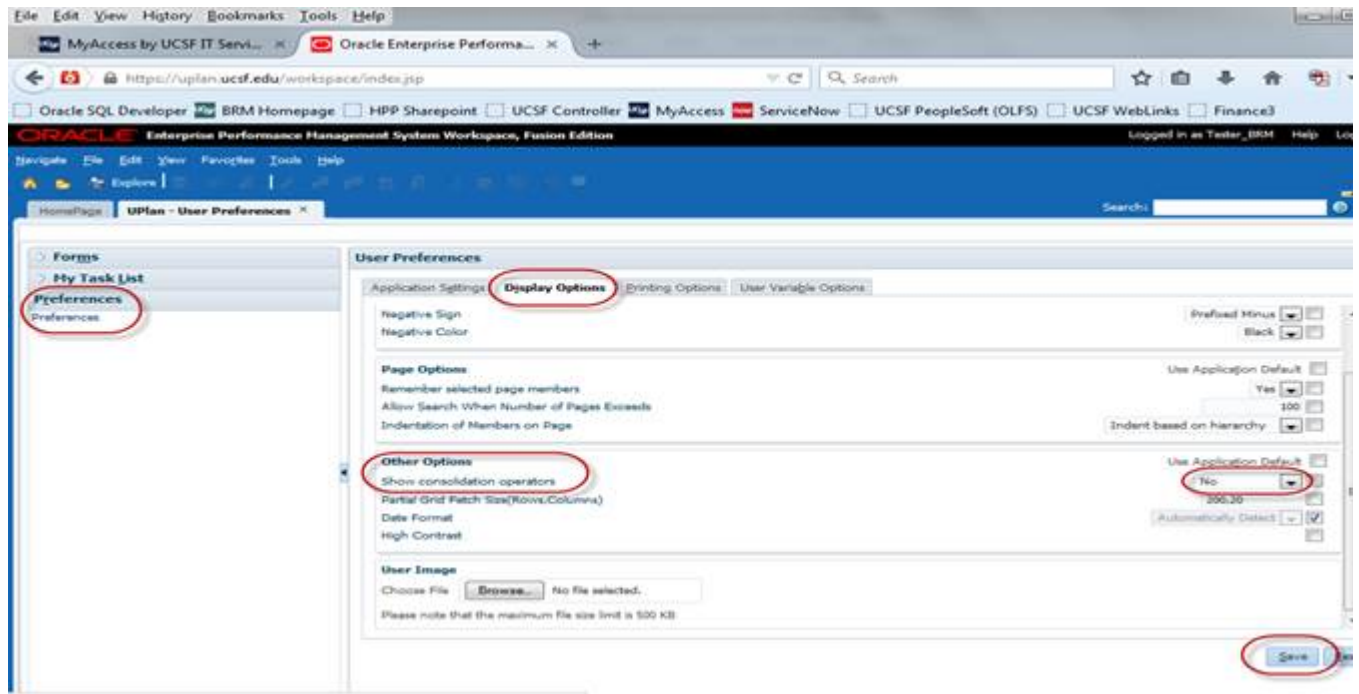 File Edit View History Bookmarks Tools Help
MyAccess by UCSF IT Servi... × Oracle Enterprise Performa... × +
https://uplan.ucsf.edu/workspace/index.jsp Search
Oracle SQL Developer BRM Homepage HPP Sharepoint UCSF Controller MyAccess ServiceNow UCSF PeopleSoft (OLFS) UCSF WebLinks Finance3
ORACLE Enterprise Performance Management System Workspace, Fusion Edition Logged in as Tester_BRM Help
Navigate File Edit View Favorites Tools Help
Explore
HomePage UPlan - User Preferences × Search:
Forms User Preferences
My Task List
Preferences Application Settings Display Options Printing Options User Variable Options
Preferences Negative Sign Prefixed Minus
Negative Color Black
Page Options Use Application Default
Remember selected page members Yes
Allow Search When Number of Pages Exceeds 100
Indentation of Members on Page Indent based on hierarchy
Other Options Use Application Default
Show consolidation operators No
Partial Grid Fetch Size(Rows,Columns) 200,20
Date Format Automatically Detect
High Contrast
User Image
Choose File Browse... No file selected.
Please note that the maximum file size limit is 500 KB
Save